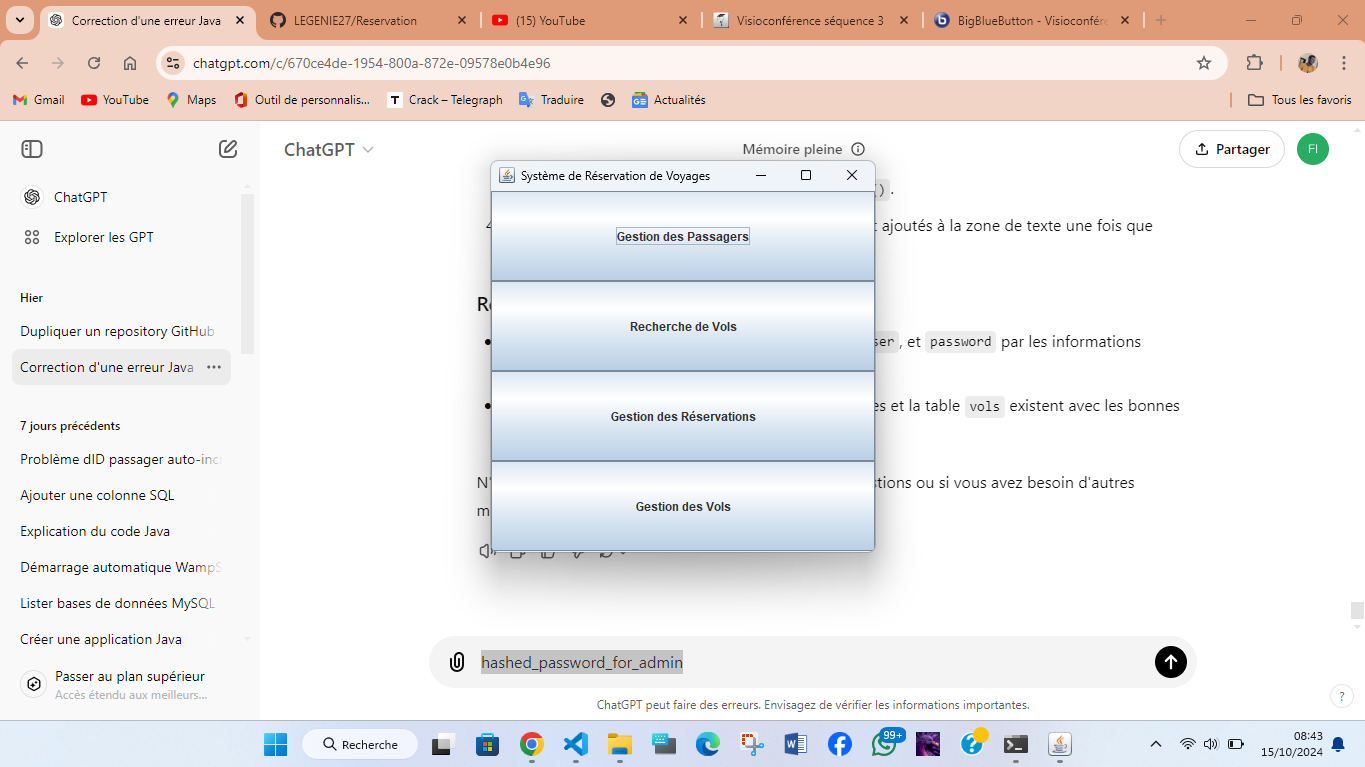 Correction d'une erreur Java
LEGENIE27/Reservation
(15) YouTube
Visioconférence séquence 3
BigBlueButton - Visioconfére
chatgpt.com/c/670ce4de-1954-800a-872e-09578e0b4e96
Gmail
YouTube
Maps
Outil de personnalis...
Crack – Telegraph
Traduire
Actualités
Tous les favoris
ChatGPT
Mémoire pleine
Partager
FI
ChatGPT
Explorer les GPT
Hier
Dupliquer un repository GitHub
Correction d'une erreur Java
7 jours précédents
Problème dID passager auto-incr
Ajouter une colonne SQL
Explication du code Java
Démarrage automatique WampS
Lister bases de données MySQL
Créer une application Java
Passer au plan supérieur
Accès étendu aux meilleurs...
Système de Réservation de Voyages
Gestion des Passagers
Recherche de Vols
Gestion des Réservations
Gestion des Vols
).
ajoutés à la zone de texte une fois que
ser, et password par les informations
es et la table vols existent avec les bonnes
stions ou si vous avez besoin d'autres
hashed_password_for_admin
ChatGPT peut faire des erreurs. Envisagez de vérifier les informations importantes.
?
Recherche
99+
08:43
15/10/2024